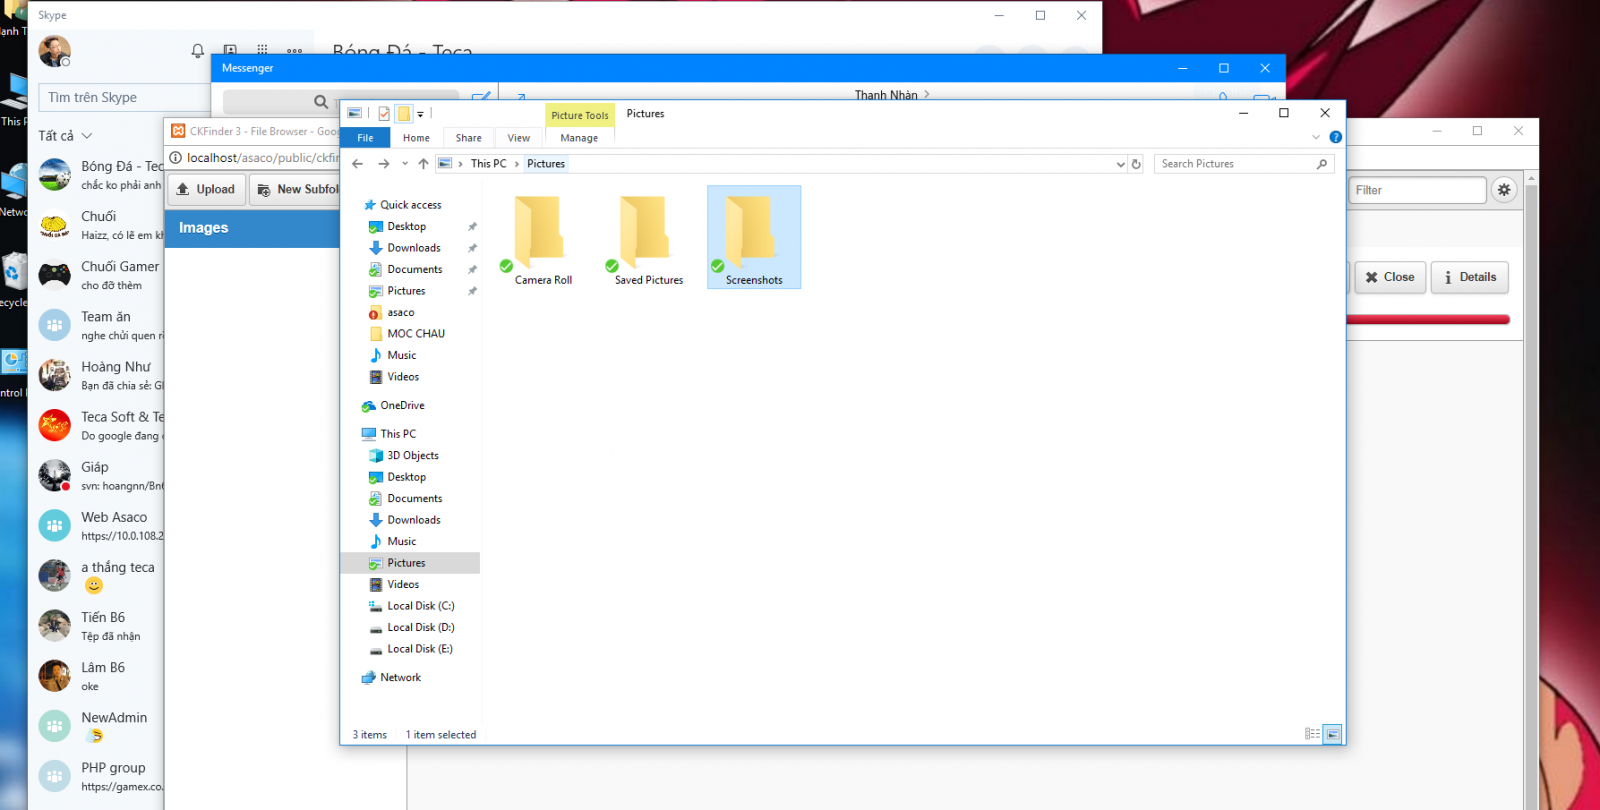 Skype
Bóng Đá - Teca
Tìm trên Skype
Tất cả
Bóng Đá - Tec
chắc ko phải anh
Chuối
Haizz, có lẽ em kh
Chuối Gamer
cho đỡ thèm
Team ăn
nghe chửi quen rồ
Hoàng Như
Bạn đã chia sẻ: Gl
Teca Soft & Te
Do google đang c
Giáp
svn: hoangnn/Bn6
Web Asaco
https://10.0.108.2
a thắng teca
Tiến B6
Tệp đã nhận
Lâm B6
oke
NewAdmin
PHP group
https://gamex.co.
This P
Netwo
ecycle
ntrol
Messenger
Thanh Nhàn
CKFinder 3 - File Browser - Goo
localhost/asaco/public/ckfin
Upload
New Subfol
Images
Filter
Close
Details
Picture Tools
Pictures
File
Home
Share
View
Manage
This PC
Pictures
Search Pictures
Quick access
Desktop
Downloads
Documents
Pictures
asaco
MOC CHAU
Music
Videos
OneDrive
This PC
3D Objects
Desktop
Documents
Downloads
Music
Pictures
Videos
Local Disk (C:)
Local Disk (D:)
Local Disk (E:)
Network
Camera Roll
Saved Pictures
Screenshots
3 items
1 item selected